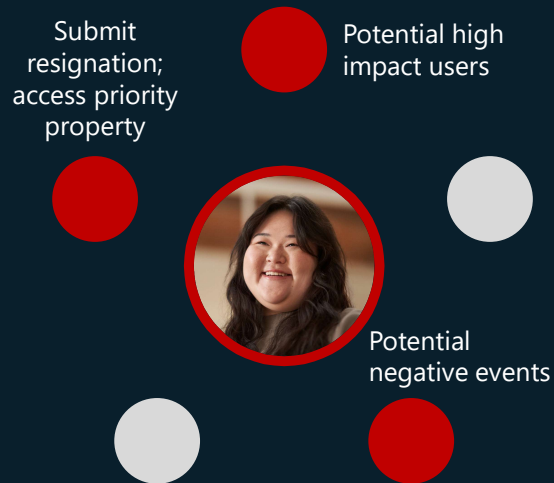 Submit
resignation;
access priority
property
Potential high
impact users
Potential
negative events